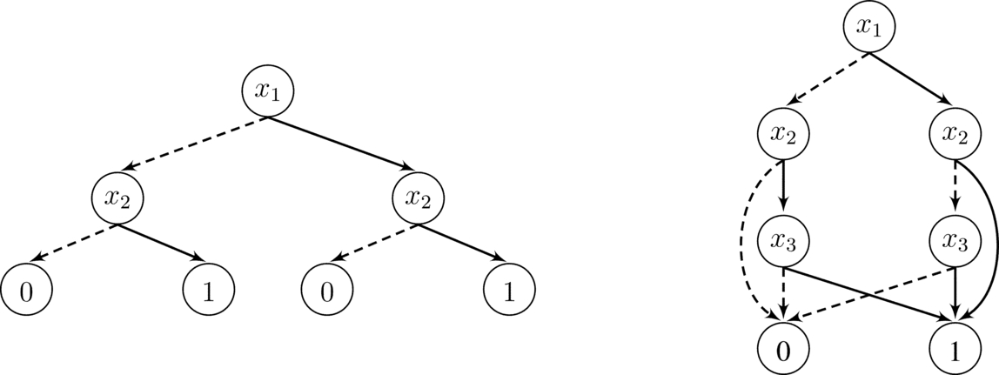 x₁
x₂ x₂
0 1 0 1
x₁
x₂ x₂
x₃ x₃
0 1